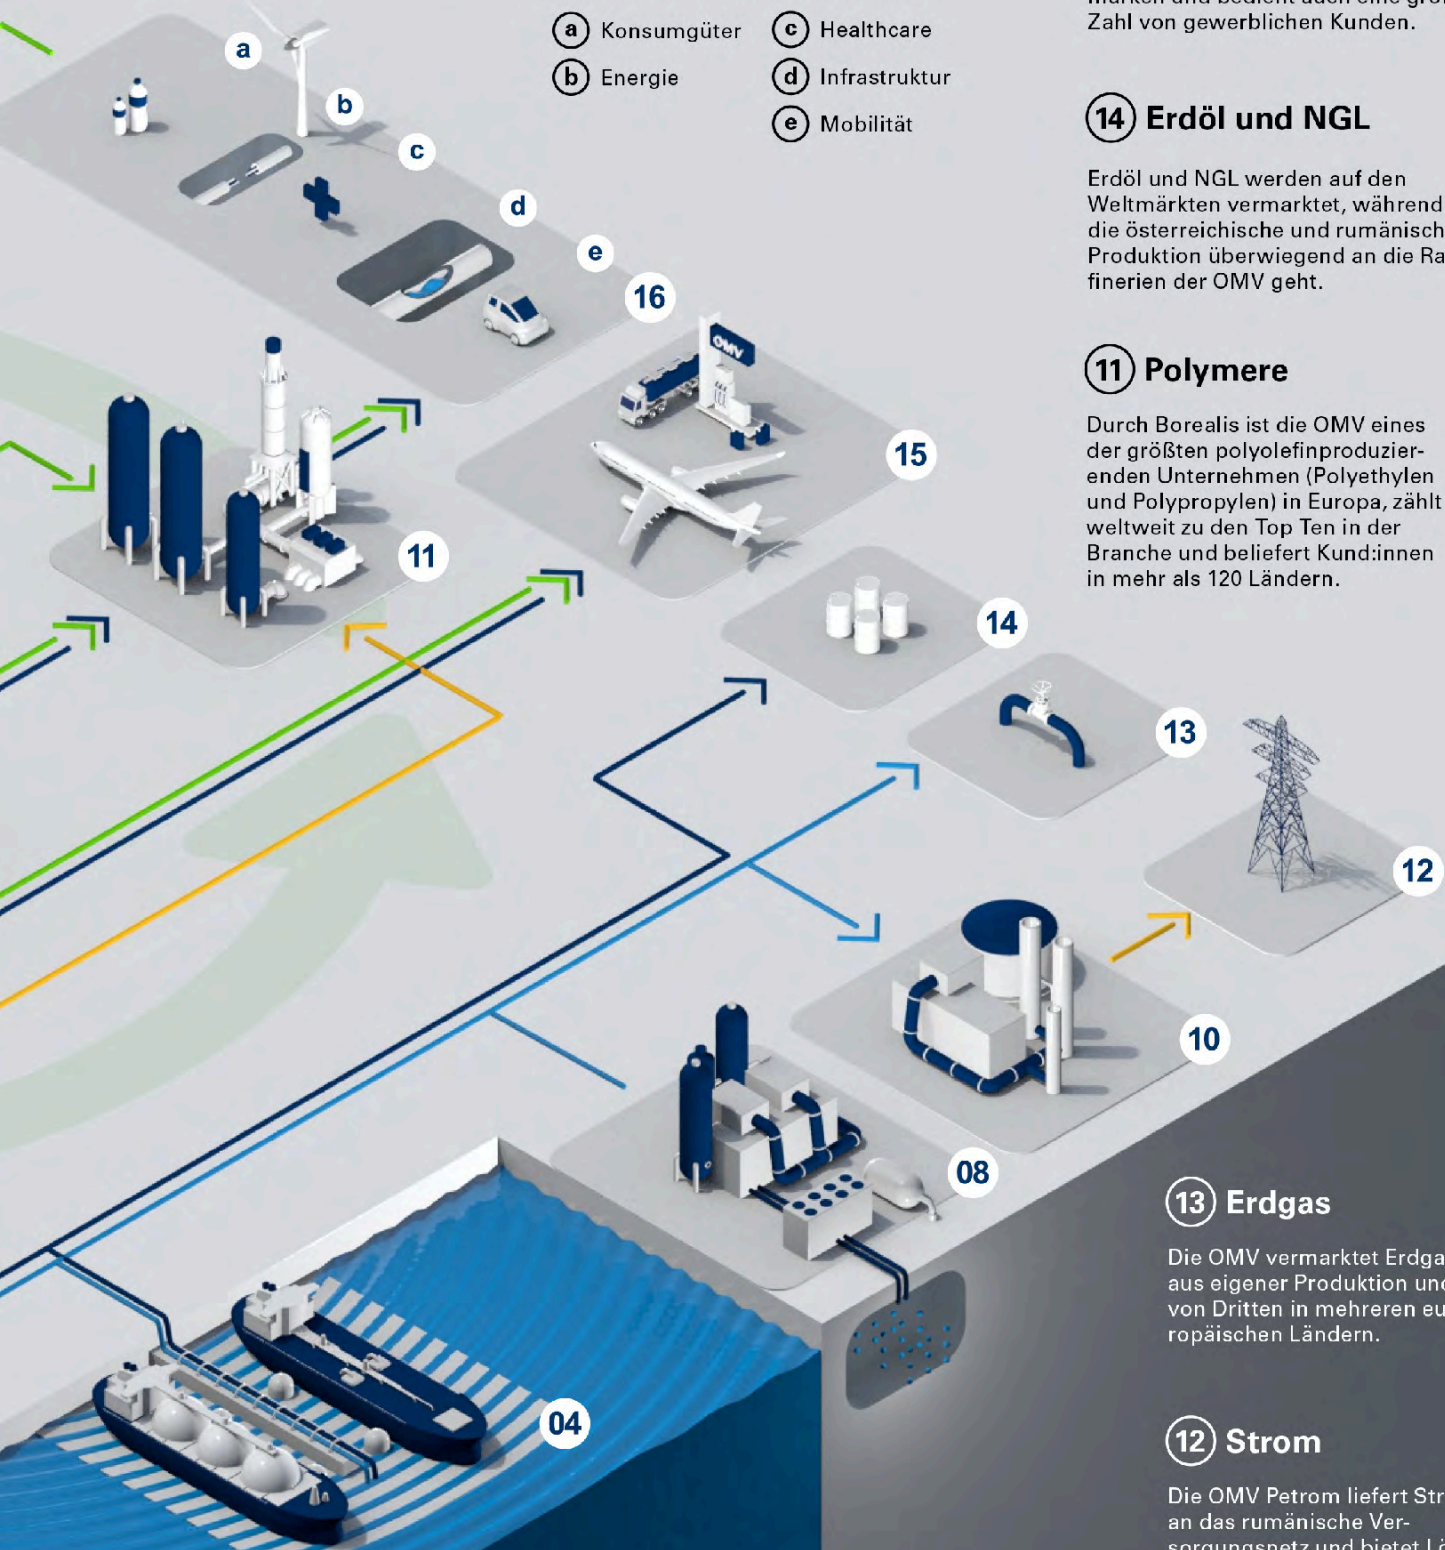 a Konsumgüter
b Energie
c Healthcare
d Infrastruktur
e Mobilität
Zahl von gewerblichen Kunden.
14 Erdöl und NGL
Erdöl und NGL werden auf den
Weltmärkten vermarktet, während
die österreichische und rumänisch
Produktion überwiegend an die Ra
finerien der OMV geht.
11 Polymere
Durch Borealis ist die OMV eines
der größten polyolefinproduzier-
enden Unternehmen (Polyethylen
und Polypropylen) in Europa, zählt
weltweit zu den Top Ten in der
Branche und beliefert Kund:innen
in mehr als 120 Ländern.
a
b
c
d
e
16
OMV
15
11
14
13
12
10
08
04
13 Erdgas
Die OMV vermarktet Erdga
aus eigener Produktion und
von Dritten in mehreren eu
ropäischen Ländern.
12 Strom
Die OMV Petrom liefert Str
an das rumänische Ver-
sorgungsnetz und bietet Lö